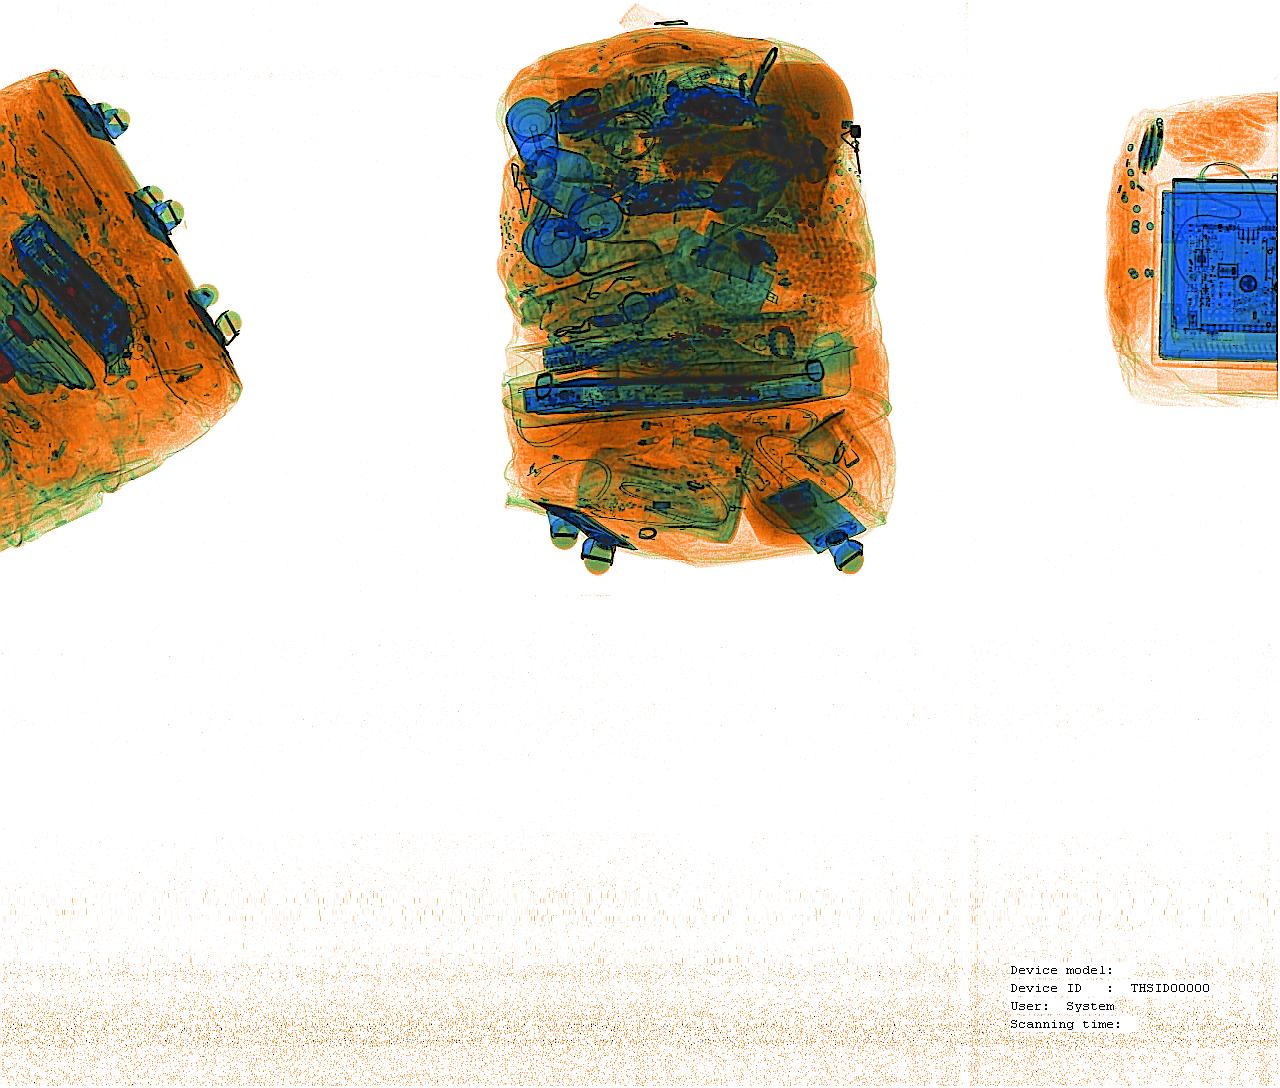 Device model:
Device ID : THSID00000
User: System
Scanning time: